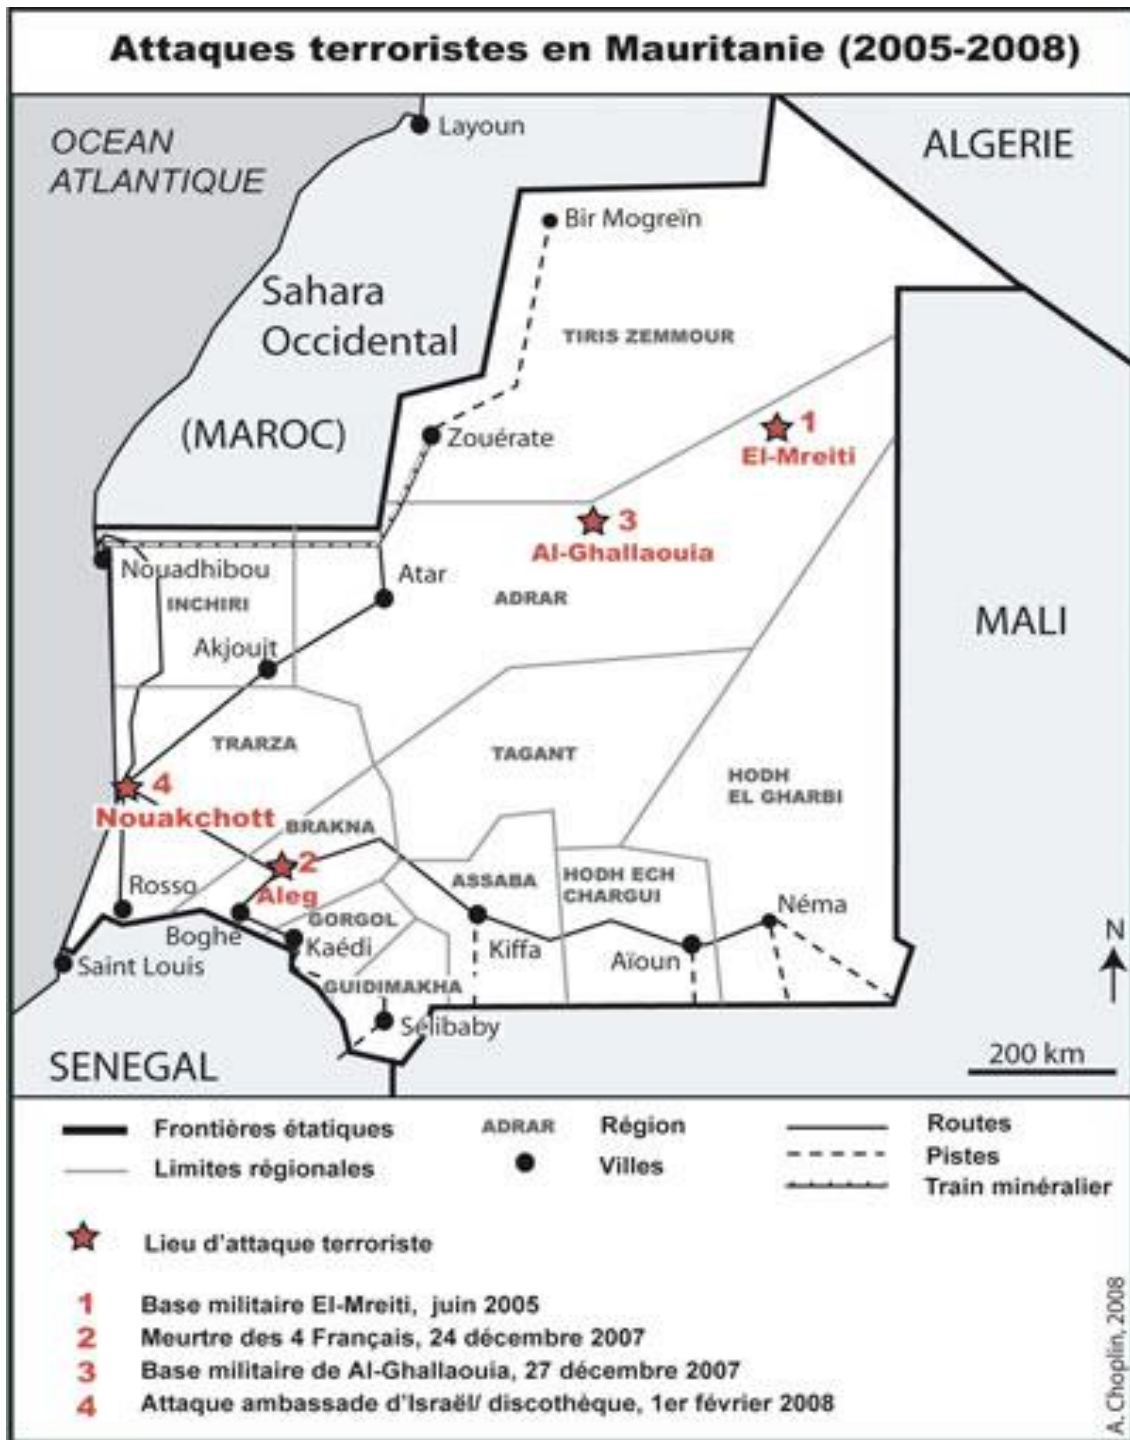 Attaques terroristes en Mauritanie (2005-2008)
OCEAN
ATLANTIQUE
Layoun
ALGERIE
Bir Mogreïn
Sahara
Occidental
TIRIS ZEMMOUR
(MAROC)
Zouérate
1
El-Mreiti
3
Al-Ghallaouia
Nouadhibou
Atar
INCHIRI
ADRAR
MALI
Akjouit
TRARZA
TAGANT
HODH
EL GHARBI
4
Nouakchott
BRAKNA
2
Aleg
ASSABA
HODH ECH
CHARGUI
Rosso
Néma
GORGOL
Boghe
Kaédi
Kiffa
Aïoun
N
Saint Louis
GUIDIMAKHA
Sélibaby
SENEGAL
200 km
Frontières étatiques
ADRAR
Région
Routes
Limites régionales
Villes
Pistes
Train minéralier
Lieu d'attaque terroriste
1 Base militaire El-Mreiti, juin 2005
2 Meurtre des 4 Français, 24 décembre 2007
3 Base militaire de Al-Ghallaouia, 27 décembre 2007
4 Attaque ambassade d'Israël/ discothèque, 1er février 2008
A. Choplin, 2008